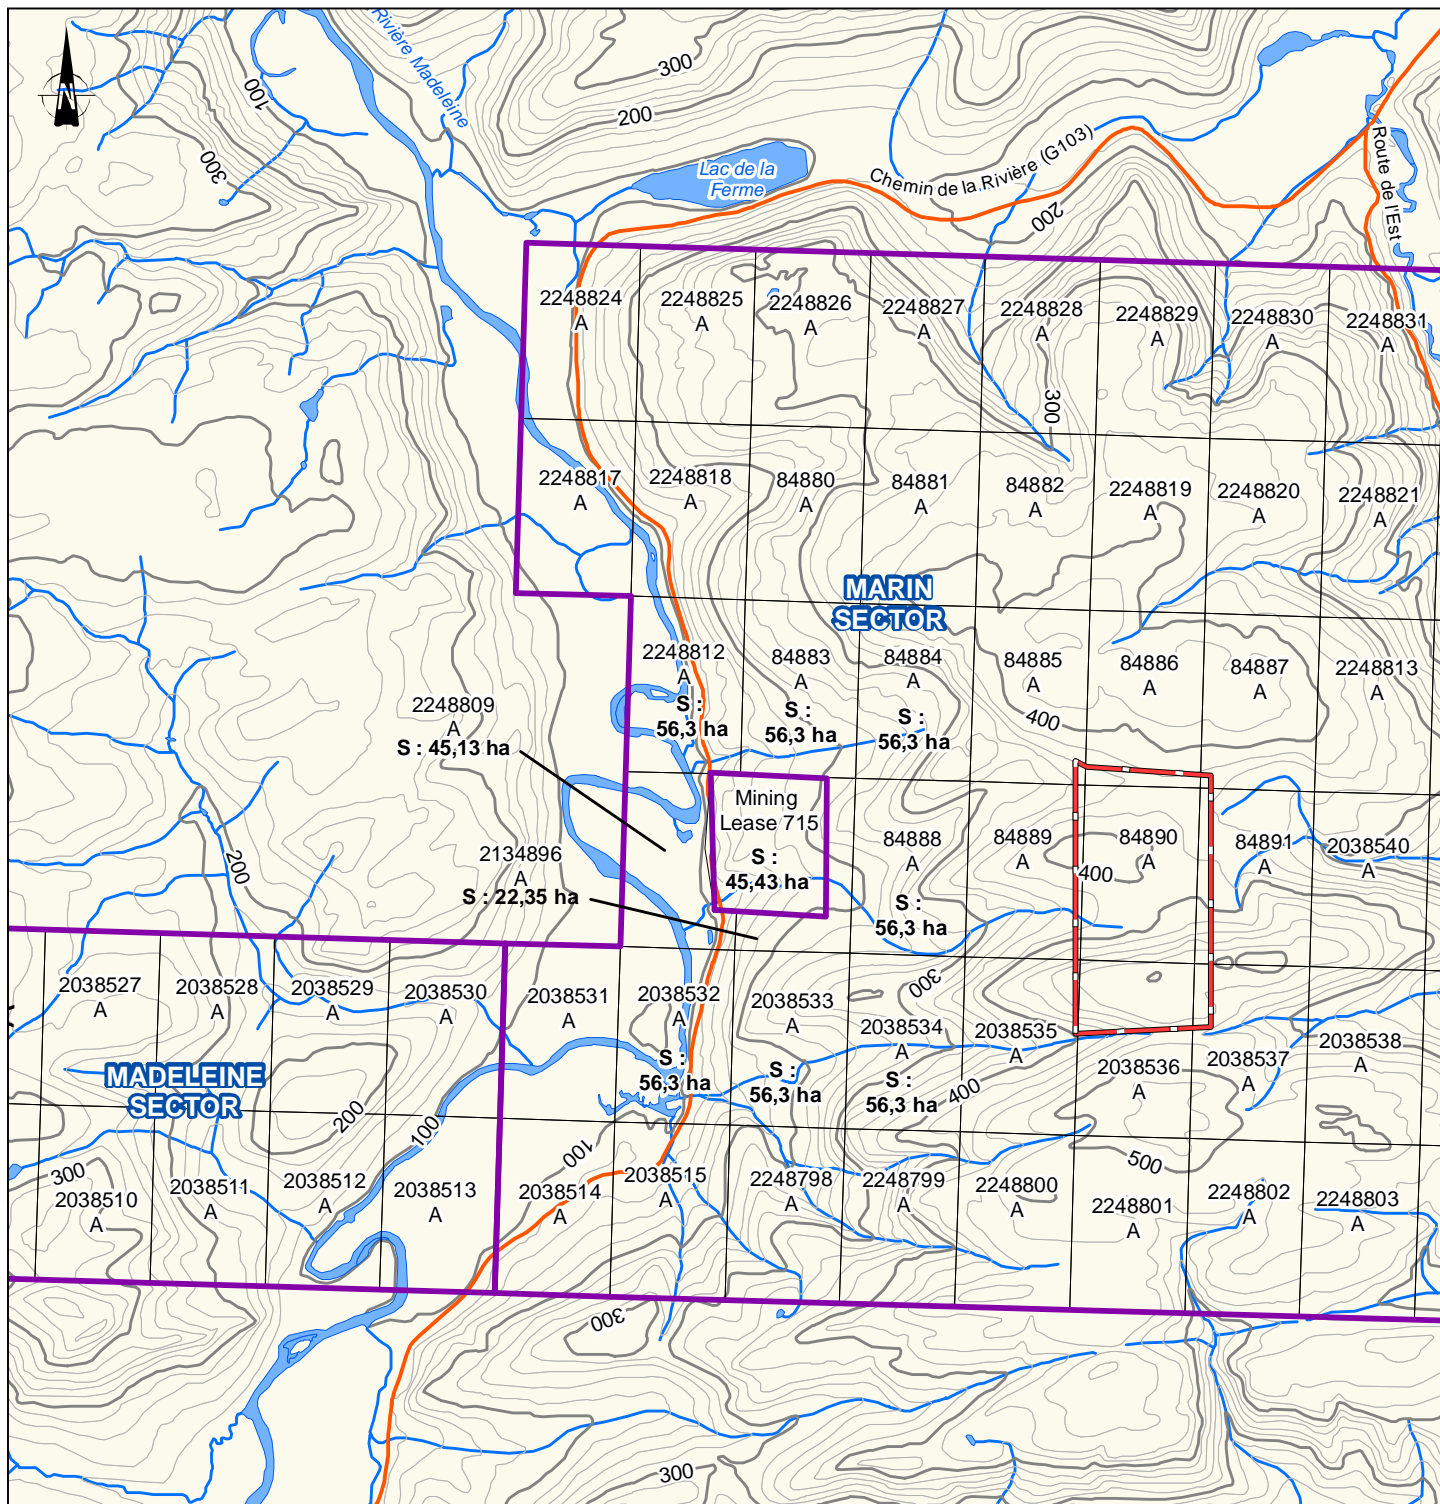 N
Rivière Madeleine
300
100
200
300
Lac de la
Ferme
Chemin de la Rivière (G103)
Route de l'Est
200
2248824
A
2248825
A
2248826
A
2248827
A
2248828
A
2248829
A
2248830
A
2248831
A
300
2248817
A
2248818
A
84880
A
84881
A
84882
A
2248819
A
2248820
A
2248821
A
MARIN
SECTOR
2248812
A
S :
56,3 ha
84883
A
S :
56,3 ha
84884
A
S :
56,3 ha
84885
A
84886
A
84887
A
2248813
A
400
2248809
A
S : 45,13 ha
Mining
Lease 715
S :
45,43 ha
84888
A
S :
56,3 ha
84889
A
84890
A
400
84891
A
2038540
A
200
2134896
A
S : 22,35 ha
2038527
A
2038528
A
2038529
A
2038530
A
2038531
A
2038532
A
S :
56,3 ha
2038533
A
S :
56,3 ha
300
2038534
A
S :
56,3 ha
2038535
A
400
2038536
A
2038537
A
2038538
A
MADELEINE
SECTOR
200
100
100
500
300
2038510
A
2038511
A
2038512
A
2038513
A
2038514
A
2038515
A
2248798
A
2248799
A
2248800
A
2248801
A
2248802
A
2248803
A
300
300